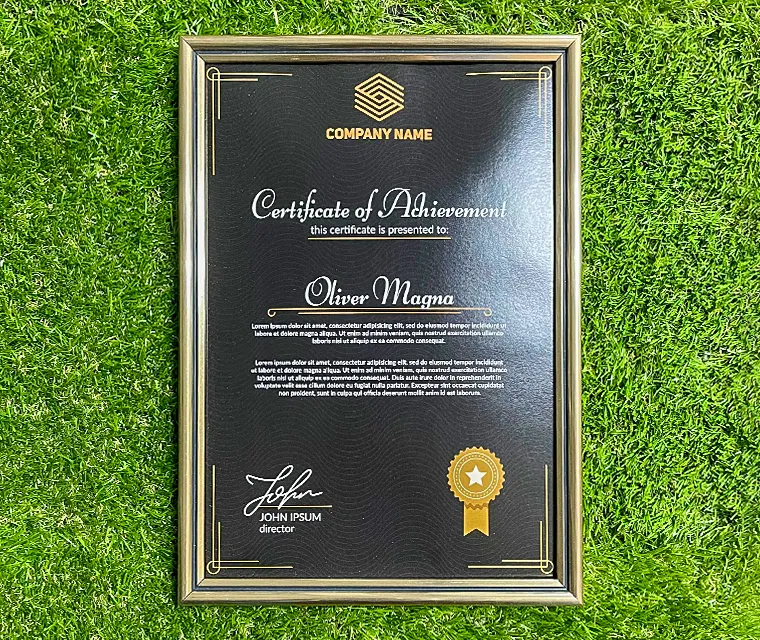 COMPANY NAME
Certificate of Achievement
this certificate is presented to:
Oliver Magna
Lorem ipsum dolor sit amet, consectetur adipisicing elit, sed do eiusmod tempor incididunt ut
labore et dolore magna aliqua. Ut enim ad minim veniam, quis nostrud exercitation ullamco
laboris nisi ut aliquip ex ea commodo consequat.
Lorem ipsum dolor sit amet, consectetur adipisicing elit, sed do eiusmod tempor incididunt
ut labore et dolore magna aliqua. Ut enim ad minim veniam, quis nostrud exercitation ullamco
laboris nisi ut aliquip ex ea commodo consequat. Duis aute irure dolor in reprehenderit in
voluptate velit esse cillum dolore eu fugiat nulla pariatur. Excepteur sint occaecat cupidatat
non proident, sunt in culpa qui officia deserunt mollit anim id est laborum.
John
JOHN IPSUM
director